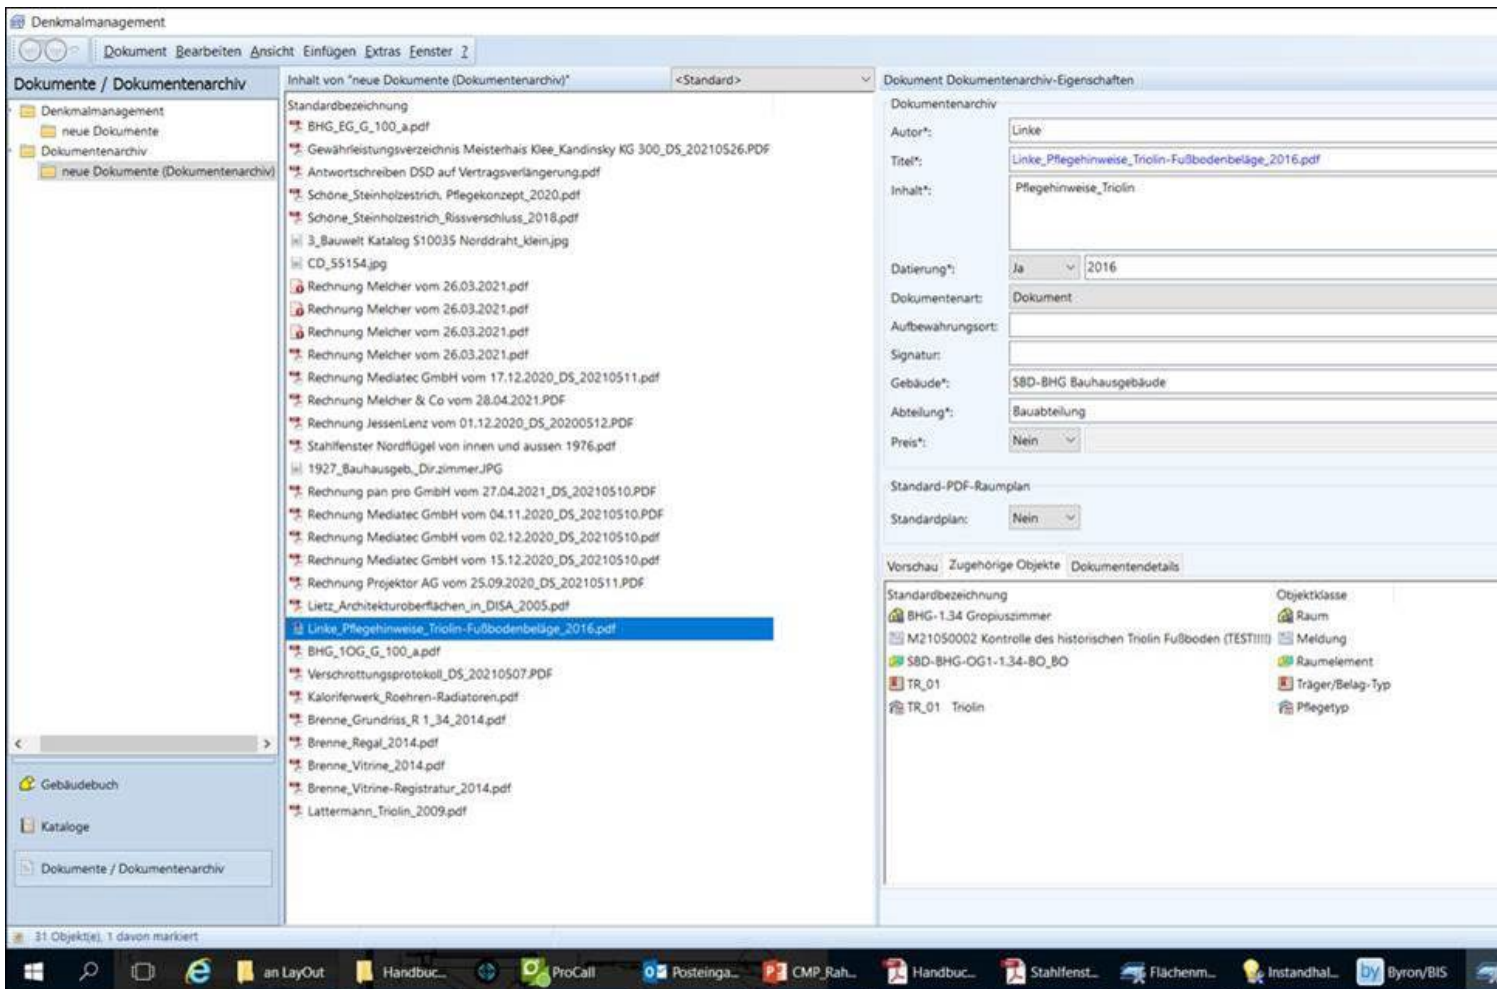 Denkmalmanagement
Dokument Bearbeiten Ansicht Einfügen Extras Fenster ?
Dokumente / Dokumentenarchiv
Denkmalmanagement
neue Dokumente
Dokumentenarchiv
neue Dokumente (Dokumentenarchiv)
Gebäudebuch
Kataloge
Dokumente / Dokumentenarchiv
Inhalt von "neue Dokumente (Dokumentenarchiv)" <Standard>
Standardbezeichnung
BHG_EG_G_100_a.pdf
Gewährleistungsverzeichnis Meisterhais Klee_Kandinsky KG 300_DS_20210526.PDF
Antwortschreiben DSD auf Vertragsverlängerung.pdf
Schöne_Steinholzestrich, Pflegekonzept_2020.pdf
Schöne_Steinholzestrich_Rissverschluss_2018.pdf
3_Bauwelt Katalog S10035 Norddraht_klein.jpg
CD_55154.jpg
Rechnung Melcher vom 26.03.2021.pdf
Rechnung Melcher vom 26.03.2021.pdf
Rechnung Melcher vom 26.03.2021.pdf
Rechnung Melcher vom 26.03.2021.pdf
Rechnung Mediatec GmbH vom 17.12.2020_DS_20210511.pdf
Rechnung Melcher & Co vom 28.04.2021.PDF
Rechnung JessenLenz vom 01.12.2020_DS_20200512.PDF
Stahlfenster Nordflügel von innen und aussen 1976.pdf
1927_Bauhausgeb,_Dir.zimmer.JPG
Rechnung pan pro GmbH vom 27.04.2021_DS_20210510.PDF
Rechnung Mediatec GmbH vom 04.11.2020_DS_20210510.PDF
Rechnung Mediatec GmbH vom 02.12.2020_DS_20210510.pdf
Rechnung Mediatec GmbH vom 15.12.2020_DS_20210510.pdf
Rechnung Projektor AG vom 25.09.2020_DS_20210511.PDF
Lietz_Architekturoberflächen_in_DISA_2005.pdf
Linke_Pflegehinweise_Triolin-Fußbodenbeläge_2016.pdf
BHG_1OG_G_100_a.pdf
Verschrottungsprotokoll_DS_20210507.PDF
Kaloriferwerk_Roehren-Radiatoren.pdf
Brenne_Grundriss_R 1_34_2014.pdf
Brenne_Regal_2014.pdf
Brenne_Vitrine_2014.pdf
Brenne_Vitrine-Registratur_2014.pdf
Lattermann_Triolin_2009.pdf
Dokument Dokumentenarchiv-Eigenschaften
Dokumentenarchiv
Autor*: Linke
Titel*: Linke_Pflegehinweise_Triolin-Fußbodenbeläge_2016.pdf
Inhalt*: Pflegehinweise_Triolin
Datierung*: Ja 2016
Dokumentenart: Dokument
Aufbewahrungsort:
Signatur:
Gebäude*: SBD-BHG Bauhausgebäude
Abteilung*: Bauabteilung
Preis*: Nein
Standard-PDF-Raumplan
Standardplan: Nein
Vorschau Zugehörige Objekte Dokumentendetails
Standardbezeichnung Objektklasse
BHG-1.34 Gropiuszimmer Raum
M21050002 Kontrolle des historischen Triolin Fußboden (TEST!!!!) Meldung
SBD-BHG-OG1-1.34-BO_BO Raumelement
TR_01 Träger/Belag-Typ
TR_01 Triolin Pflegetyp
31 Objekt(e), 1 davon markiert
an LayOut Handbuc... ProCall Posteinga... CMP_Rah... Handbuc... Stahlfenst... Flächenm... Instandhal... by Byron/BIS